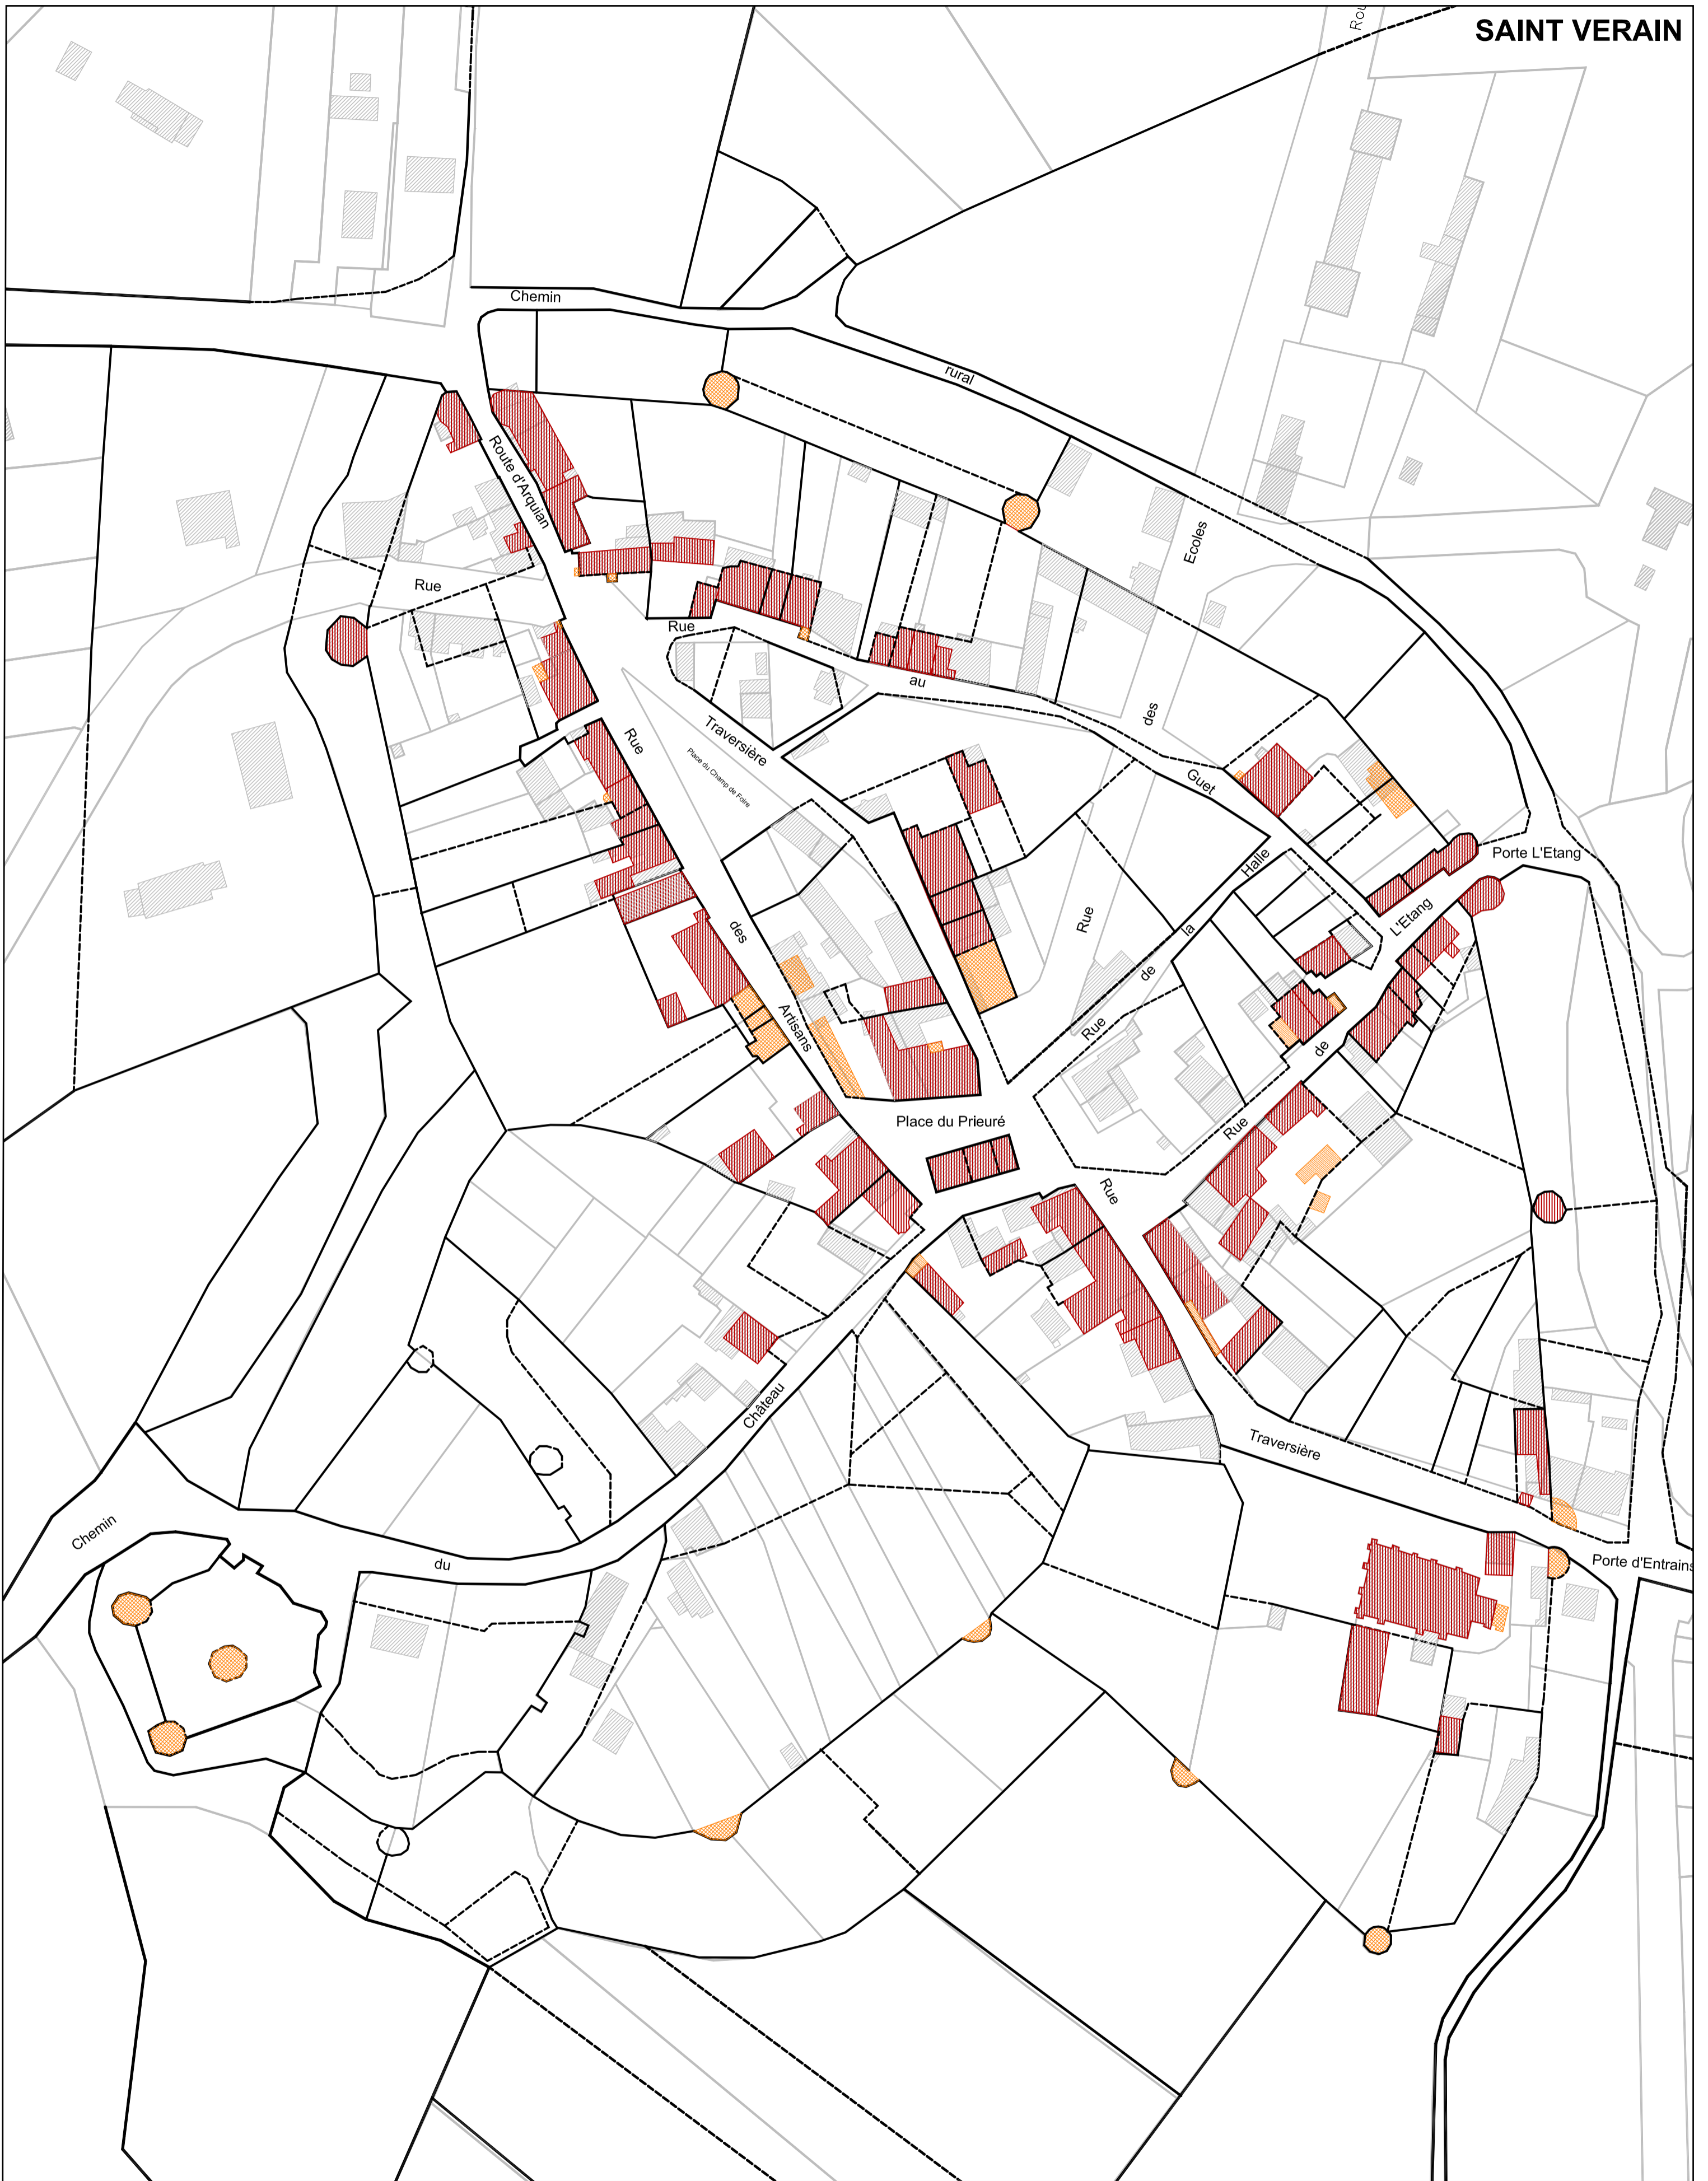 SAINT VERAIN
Rou
Chemin
rural
Route d'Arquian
Ecoles
Rue
Rue
au
des
Rue
Traversière
Place du Champ de Foire
Guet
Halle
Porte L'Etang
L'Etang
des
Rue
la
de
Artisans
Rue
de
Place du Prieuré
Rue
Rue
Château
Traversière
Chemin
du
Porte d'Entrains